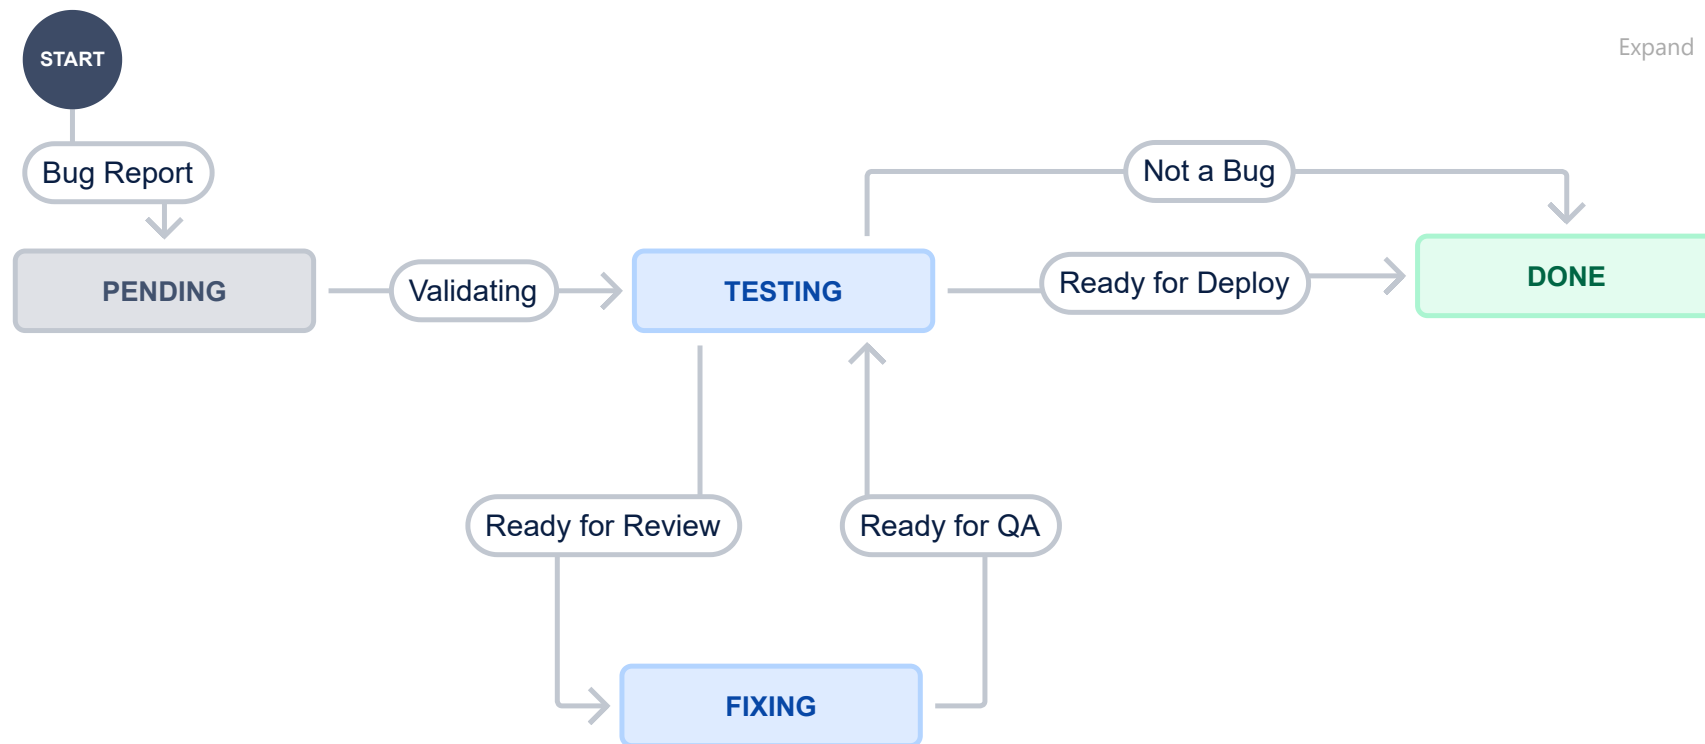 START
Expand
Bug Report
Not a Bug
PENDING
Validating
TESTING
Ready for Deploy
DONE
Ready for Review
Ready for QA
FIXING